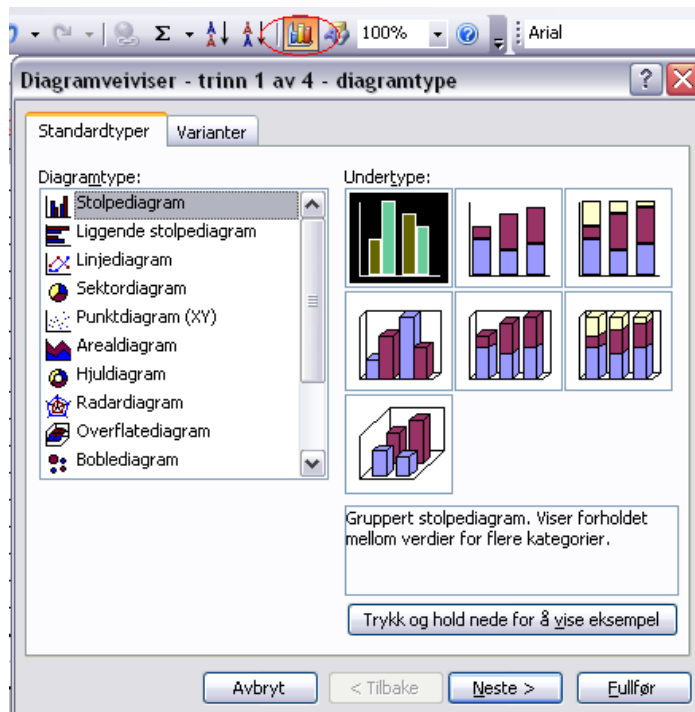 Σ
100%
Arial
Diagramveiviser - trinn 1 av 4 - diagramtype
Standardtyper
Varianter
Diagramtype:
Stolpediagram
Liggende stolpediagram
Linjediagram
Sektordiagram
Punktdiagram (XY)
Arealdiagram
Hjuldiagram
Radardiagram
Overflatediagram
Boblediagram
Undertype:
Gruppert stolpediagram. Viser forholdet
mellom verdier for flere kategorier.
Trykk og hold nede for å vise eksempel
Avbryt
< Tilbake
Neste >
Fullfør